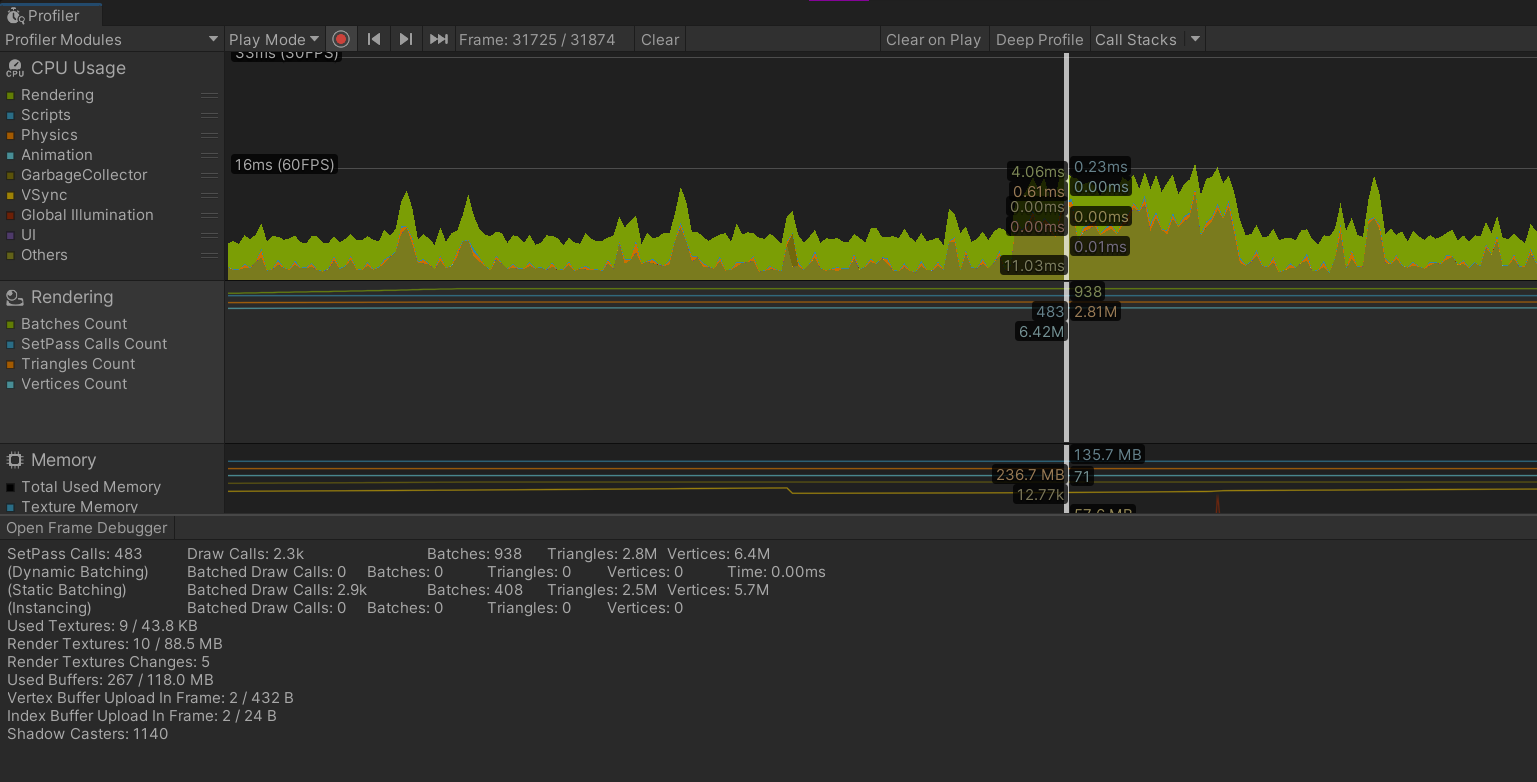 Profiler
Profiler Modules
Play Mode
Frame: 31725 / 31874
Clear
Clear on Play
Deep Profile
Call Stacks
CPU
CPU Usage
Rendering
Scripts
Physics
Animation
GarbageCollector
VSync
Global Illumination
UI
Others
33ms (30FPS)
16ms (60FPS)
4.06ms
0.61ms
0.00ms
0.00ms
11.03ms
0.23ms
0.00ms
0.00ms
0.01ms
Rendering
Batches Count
SetPass Calls Count
Triangles Count
Vertices Count
938
483
2.81M
6.42M
Memory
Total Used Memory
Texture Memory
135.7 MB
236.7 MB
71
12.77k
57.6 MB
Open Frame Debugger
SetPass Calls: 483 Draw Calls: 2.3k Batches: 938 Triangles: 2.8M Vertices: 6.4M
(Dynamic Batching) Batched Draw Calls: 0 Batches: 0 Triangles: 0 Vertices: 0 Time: 0.00ms
(Static Batching) Batched Draw Calls: 2.9k Batches: 408 Triangles: 2.5M Vertices: 5.7M
(Instancing) Batched Draw Calls: 0 Batches: 0 Triangles: 0 Vertices: 0
Used Textures: 9 / 43.8 KB
Render Textures: 10 / 88.5 MB
Render Textures Changes: 5
Used Buffers: 267 / 118.0 MB
Vertex Buffer Upload In Frame: 2 / 432 B
Index Buffer Upload In Frame: 2 / 24 B
Shadow Casters: 1140